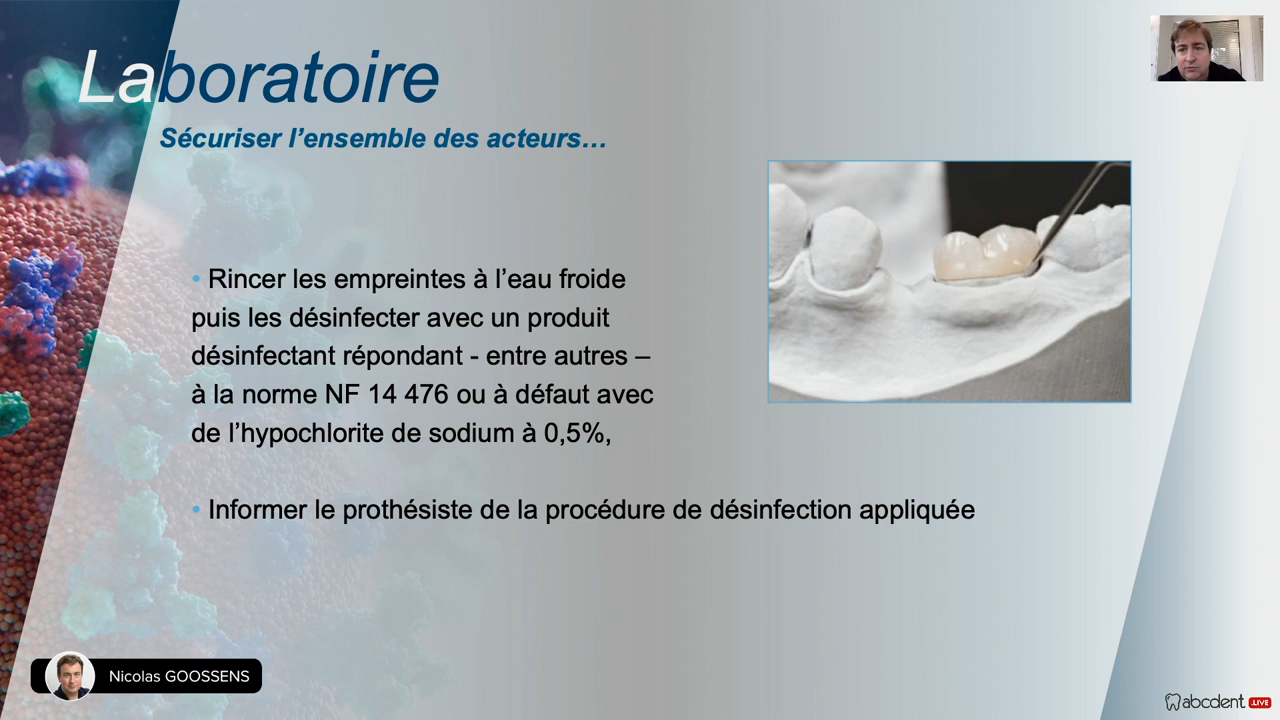 Laboratoire
Sécuriser l’ensemble des acteurs…
• Rincer les empreintes à l’eau froide
puis les désinfecter avec un produit
désinfectant répondant - entre autres –
à la norme NF 14 476 ou à défaut avec
de l’hypochlorite de sodium à 0,5%,
• Informer le prothésiste de la procédure de désinfection appliquée
Nicolas GOOSSENS
abcdent .LIVE